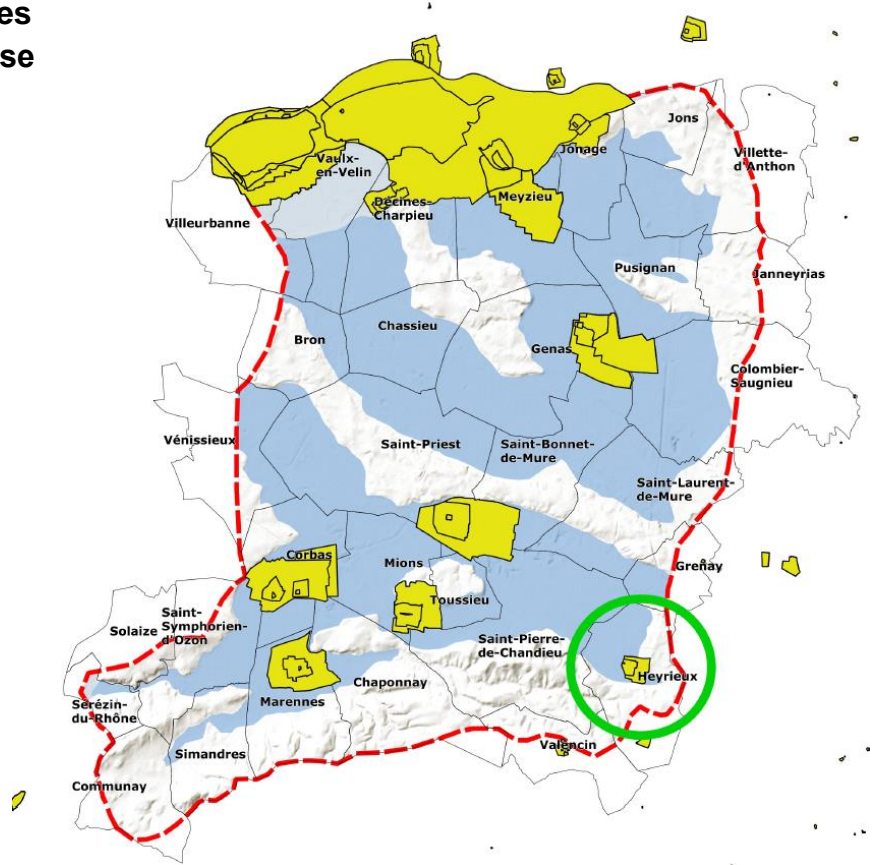 es
se
Jons
Villette-
d'Anthon
Jonage
Vaulx-
en-Velin
Décines-
Charpieu
Meyzieu
Villeurbanne
Pusignan
Janneyrias
Chassieu
Bron
Genas
Colombier-
Saugnieu
Vénissieux
Saint-Priest
Saint-Bonnet-
de-Mure
Saint-Laurent-
de-Mure
Corbas
Mions
Grenay
Toussieu
Saint-
Symphorien-
d'Ozon
Solaize
Saint-Pierre-
de-Chandieu
Heyrieux
Chaponnay
Marennes
Serézin-
du-Rhône
Simandres
Valencin
Communay